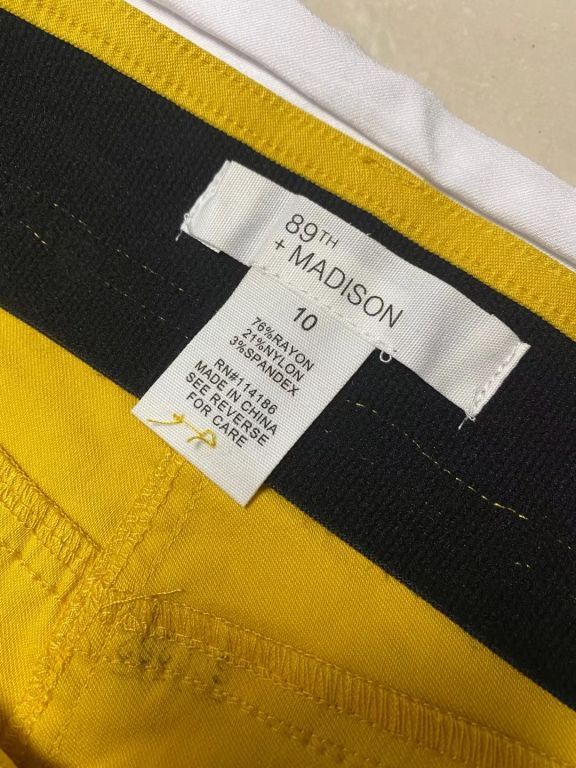 89TH
+ MADISON
10
76%RAYON
21%NYLON
3%SPANDEX
RN#114186
MADE IN CHINA
SEE REVERSE
FOR CARE